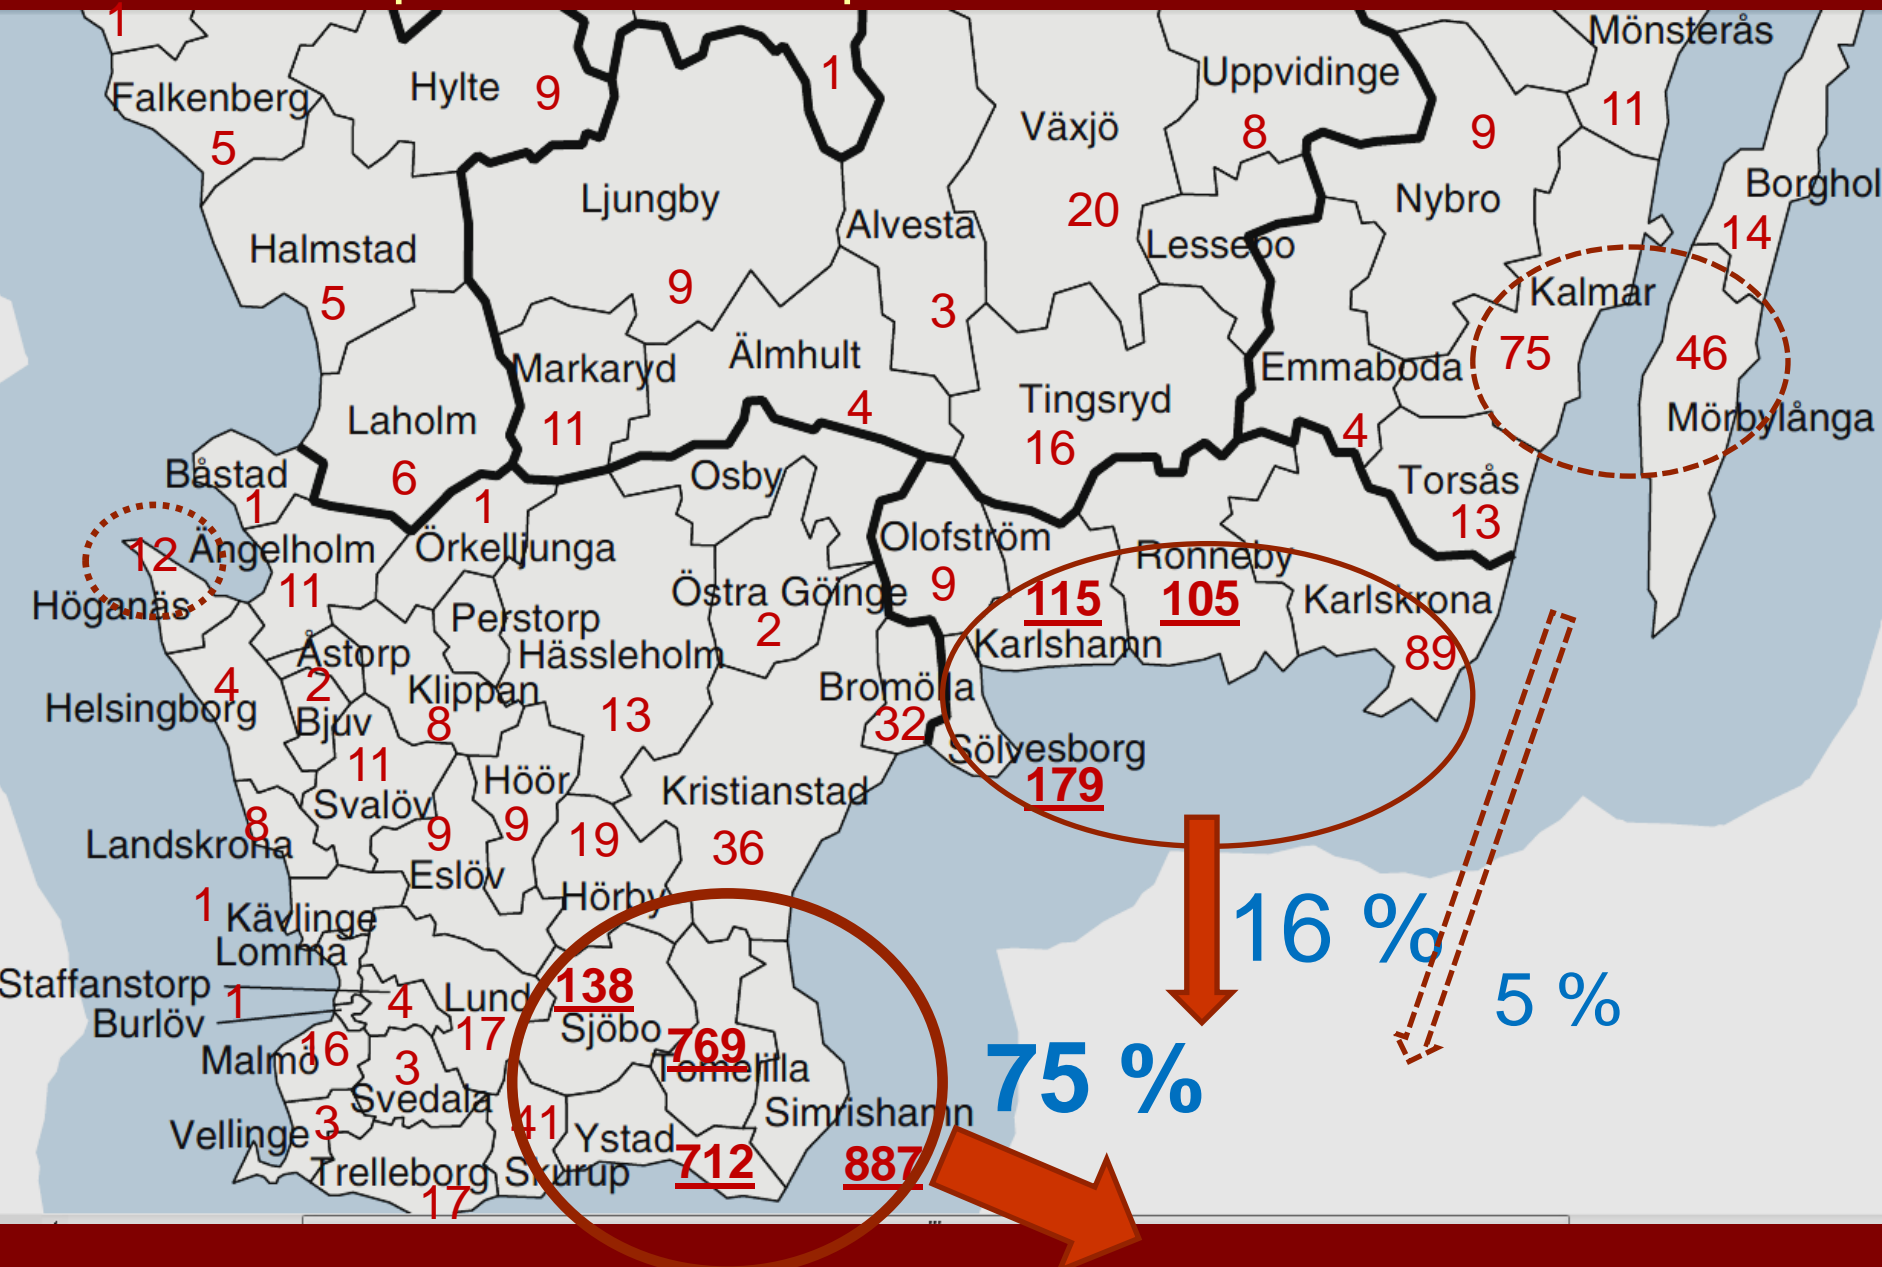 1
Mönsterås
Falkenberg
Hylte
9
1
Uppvidinge
11
5
Växjö
8
9
Ljungby
Alvesta
20
Nybro
Borghol
14
Halmstad
Lessebo
5
9
3
Kalmar
Markaryd
Älmhult
75
46
Emmaboda
Laholm
11
4
Tingsryd
16
4
Mörbylånga
Båstad
1
6
1
Osby
Torsås
13
12
Ängelholm
Örkelljunga
Olofström
Ronneby
Höganäs
11
Perstorp
Östra Göinge
9
115
105
Karlskrona
2
Karlshamn
89
Åstorp
Hässleholm
4
2
Klippan
Bromölla
Helsingborg
Bjuv
8
13
32
Sölvesborg
11
Höör
Kristianstad
179
Svalöv
8
9
9
19
36
Landskrona
Eslöv
Hörby
1
Kävlinge
16 %
Lomma
Staffanstorp
1
4
Lund
138
5 %
Burlöv
17
Sjöbo
769
Malmö
16
3
Tomelilla
75 %
Svedala
Simrishamn
Vellinge
3
41
Ystad
712
887
Trelleborg
Skurup
17